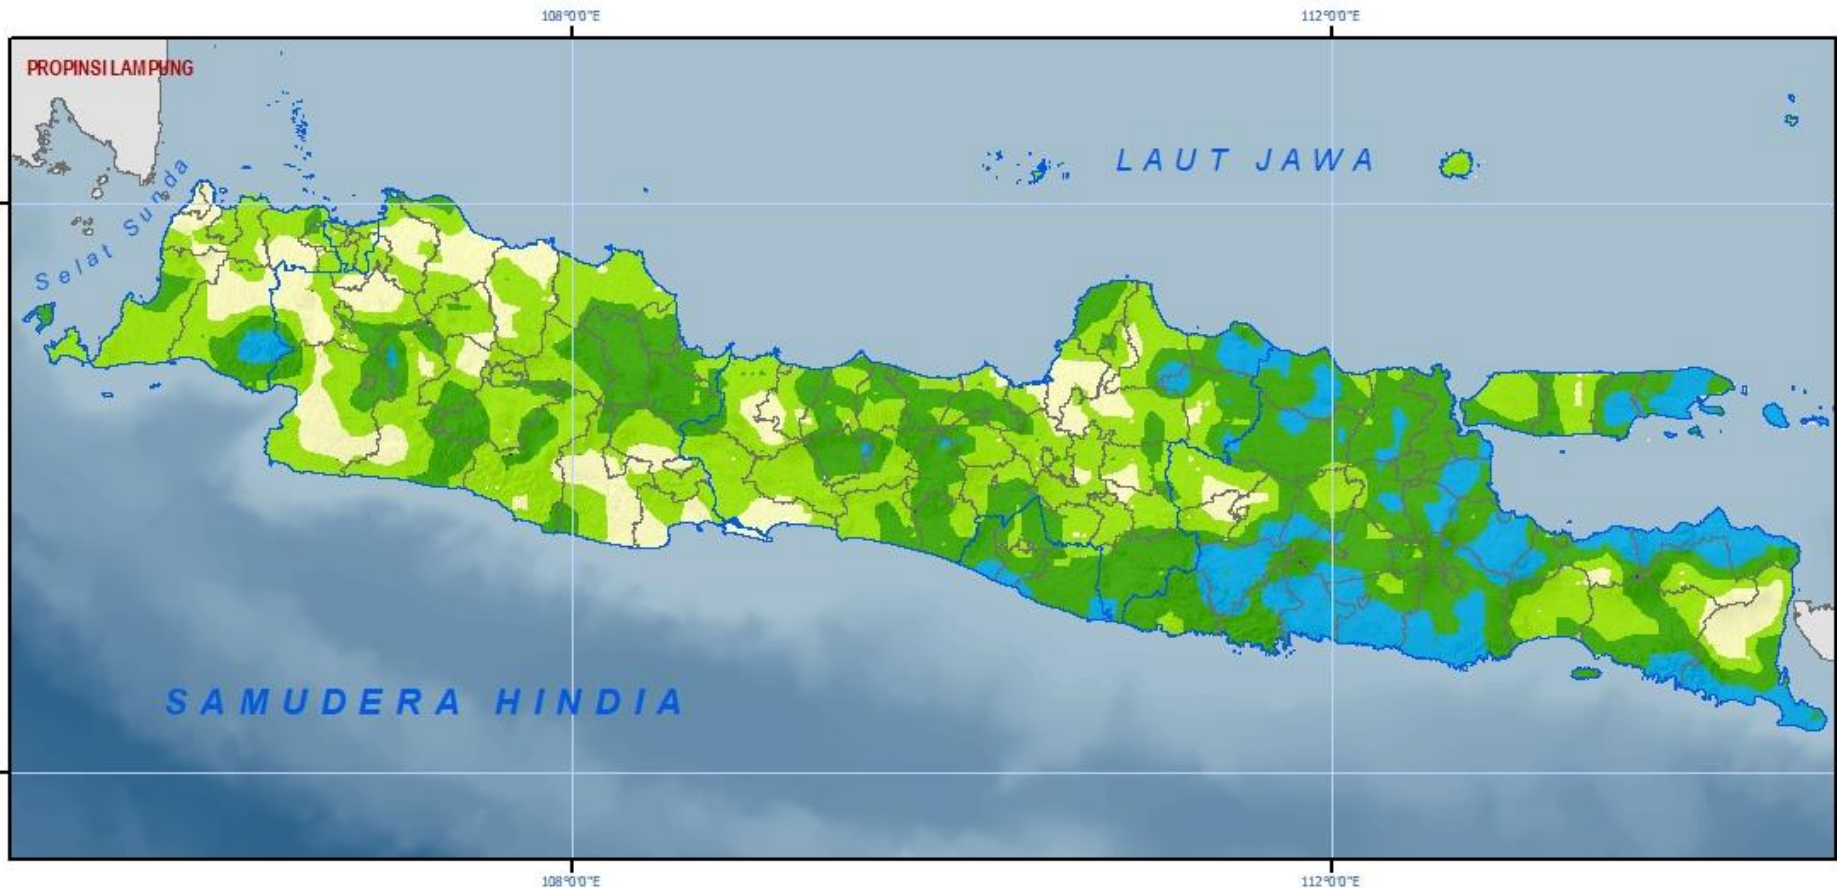 108°0'0"E 112°0'0"E
PROPINSI LAMPUNG
LAUT JAWA
Selat Sunda
SAMUDERA HINDIA
108°0'0"E 112°0'0"E